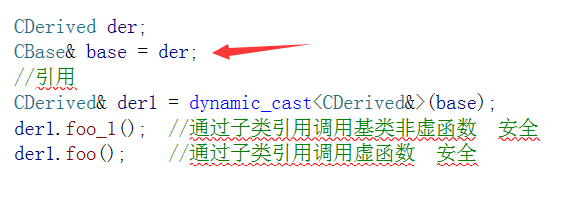 CDerived der;
CBase& base = der;
//引用
CDerived& der1 = dynamic_cast<CDerived&>(base);
der1.foo_1();  //通过子类引用调用基类非虚函数  安全
der1.foo();    //通过子类引用调用虚函数  安全